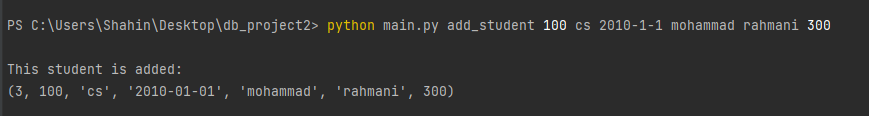 PS C:\Users\Shahin\Desktop\db_project2> python main.py add_student 100 cs 2010-1-1 mohammad rahmani 300
This student is added:
(3, 100, 'cs', '2010-01-01', 'mohammad', 'rahmani', 300)